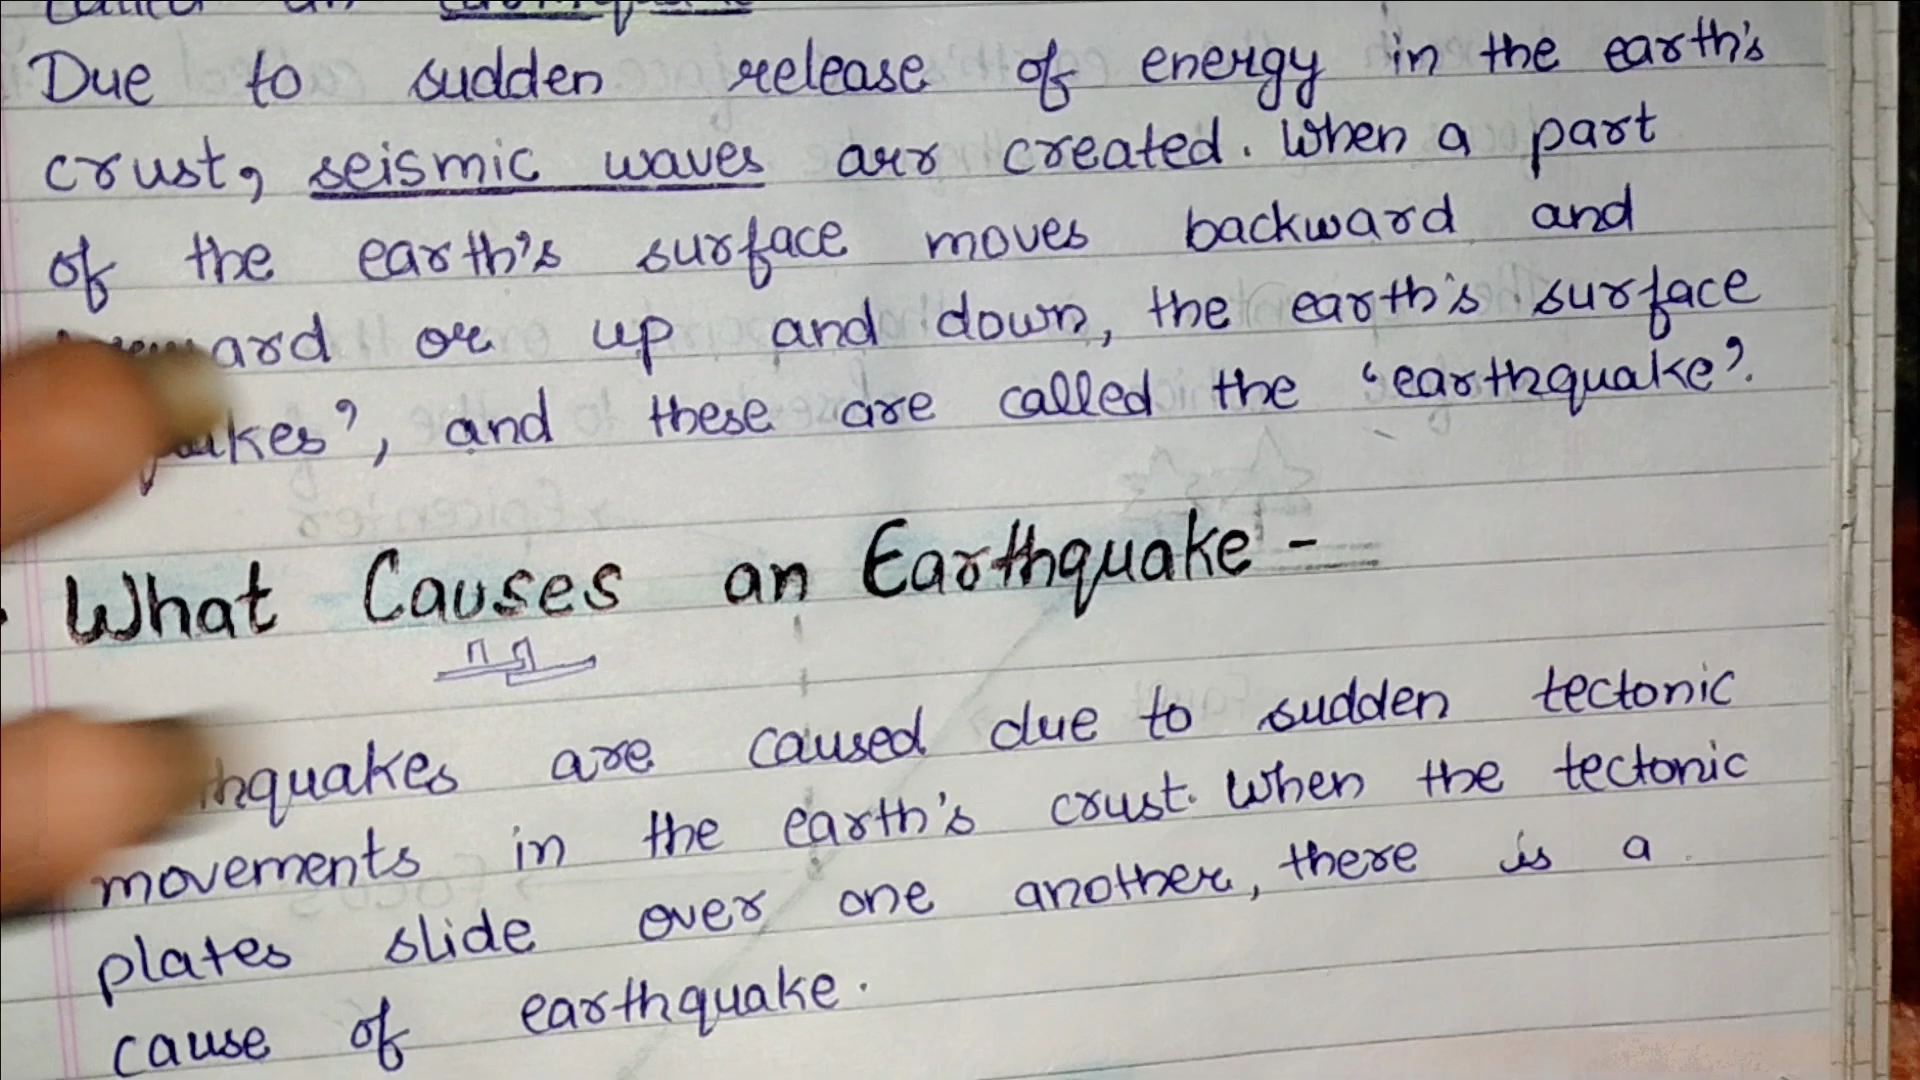 Due to sudden release of energy in the earth's
crust, seismic waves arr created. When a part
of the earth's surface moves backward and
or up and down, the earth's surface
and these are called the 'earthquake'.
What Causes an Earthquake -
are caused due to sudden tectonic
movements in the earth's crust. When the tectonic
plates slide over one another, there is a
cause of earthquake.